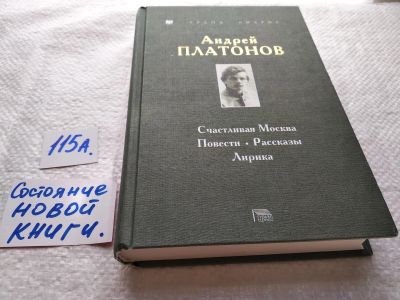 Андрей
ПЛАТОНОВ
Счастливая Москва
Повести • Рассказы
Лирика
115А.
Состояние
НОВОЙ
КНИГИ.